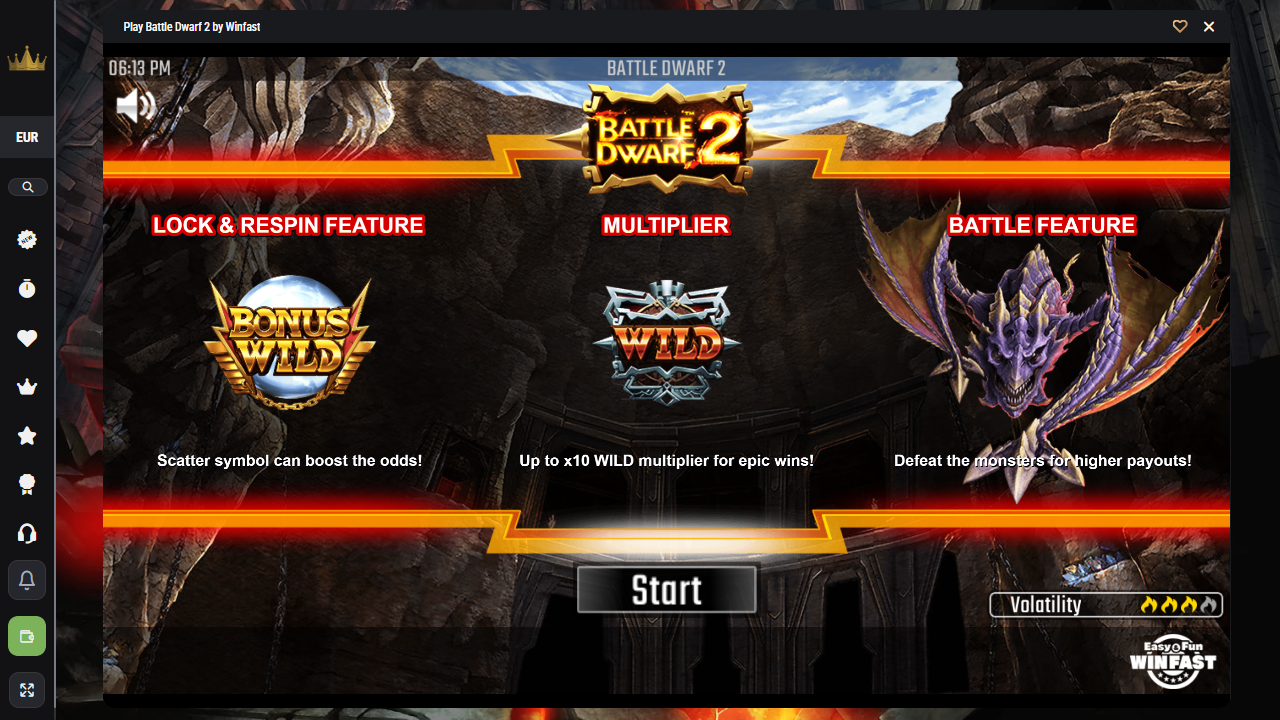 Play Battle Dwarf 2 by Winfast
EUR
NEW
06:13 PM
BATTLE DWARF 2
BATTLE
DWARF 2
LOCK & RESPIN FEATURE
MULTIPLIER
BATTLE FEATURE
BONUS
WILD
WILD
Scatter symbol can boost the odds!
Up to x10 WILD multiplier for epic wins!
Defeat the monsters for higher payouts!
Start
Volatility
Easy & Fun
WINFAST